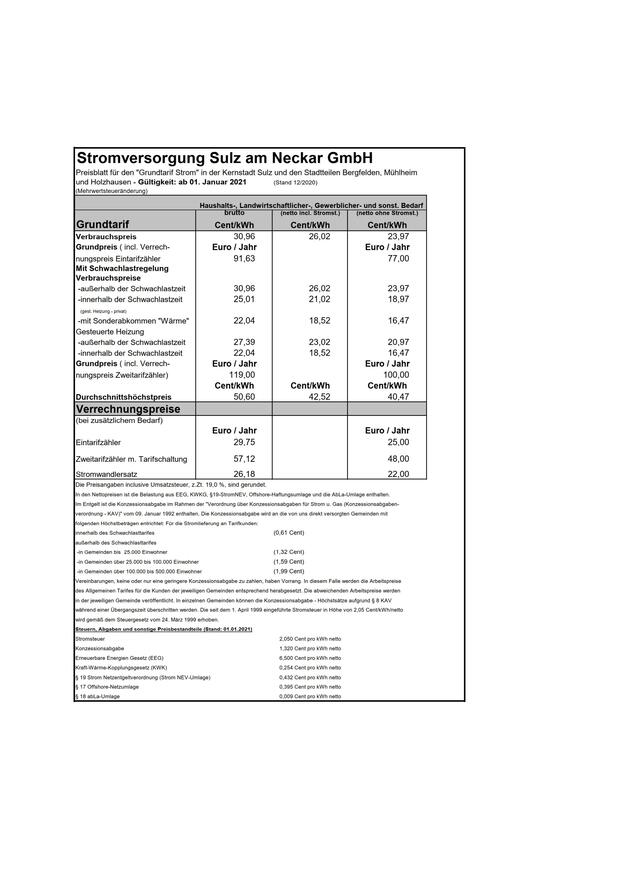 Stromversorgung Sulz am Neckar GmbH
Preisblatt für den "Grundtarif Strom" in der Kernstadt Sulz und den Stadtteilen Bergfelden, Mühlheim
und Holzhausen - Gültigkeit: ab 01. Januar 2021 (Stand 12/2020)
(Mehrwertsteueränderung)
Haushalts-, Landwirtschaftlicher-, Gewerblicher- und sonst. Bedarf
brutto (netto incl. Stromst.) (netto ohne Stromst.)
Grundtarif Cent/kWh Cent/kWh Cent/kWh
Verbrauchspreis 30,96 26,02 23,97
Grundpreis ( incl. Verrech- Euro / Jahr Euro / Jahr
nungspreis Eintarifzähler 91,63 77,00
Mit Schwachlastregelung
Verbrauchspreise
-außerhalb der Schwachlastzeit 30,96 26,02 23,97
-innerhalb der Schwachlastzeit 25,01 21,02 18,97
(gest. Heizung - privat)
-mit Sonderabkommen "Wärme" 22,04 18,52 16,47
Gesteuerte Heizung
-außerhalb der Schwachlastzeit 27,39 23,02 20,97
-innerhalb der Schwachlastzeit 22,04 18,52 16,47
Grundpreis ( incl. Verrech- Euro / Jahr Euro / Jahr
nungspreis Zweitarifzähler) 119,00 100,00
Cent/kWh Cent/kWh Cent/kWh
Durchschnittshöchstpreis 50,60 42,52 40,47
Verrechnungspreise
(bei zusätzlichem Bedarf)
Euro / Jahr Euro / Jahr
Eintarifzähler 29,75 25,00
Zweitarifzähler m. Tarifschaltung 57,12 48,00
Stromwandlersatz 26,18 22,00
Die Preisangaben inclusive Umsatzsteuer, z.Zt. 19,0 %, sind gerundet.
In den Nettopreisen ist die Belastung aus EEG, KWKG, §19-StromNEV, Offshore-Haftungsumlage und die AbLa-Umlage enthalten.
Im Entgelt ist die Konzessionsabgabe im Rahmen der "Verordnung über Konzessionsabgaben für Strom u. Gas (Konzessionsabgaben-
verordnung - KAV)" vom 09. Januar 1992 enthalten. Die Konzessionsabgabe wird an die von uns direkt versorgten Gemeinden mit
folgenden Höchstbeträgen entrichtet: Für die Stromlieferung an Tarifkunden:
innerhalb des Schwachlasttarifes (0,61 Cent)
außerhalb des Schwachlasttarifes
-in Gemeinden bis 25.000 Einwohner (1,32 Cent)
-in Gemeinden über 25.000 bis 100.000 Einwohner (1,59 Cent)
-in Gemeinden über 100.000 bis 500.000 Einwohner (1,99 Cent)
Vereinbarungen, keine oder nur eine geringere Konzessionsabgabe zu zahlen, haben Vorrang. In diesem Falle werden die Arbeitspreise
des Allgemeinen Tarifs für die Kunden der jeweiligen Gemeinden entsprechend herabgesetzt. Die abweichenden Arbeitspreise werden
in der jeweiligen Gemeinde veröffentlicht. In einzelnen Gemeinden können die Konzessionsabgabe - Höchstsätze aufgrund § 8 KAV
während einer Übergangszeit überschritten werden. Die seit dem 1. April 1999 eingeführte Stromsteuer in Höhe von 2,05 Cent/kWh/netto
wird gemäß dem Steuergesetz vom 24. März 1999 erhoben.
Steuern, Abgaben und sonstige Preisbestandteile (Stand: 01.01.2021)
Stromsteuer 2,050 Cent pro kWh netto
Konzessionsabgabe 1,320 Cent pro kWh netto
Erneuerbare Energien Gesetz (EEG) 6,500 Cent pro kWh netto
Kraft-Wärme-Kopplungsgesetz (KWK) 0,254 Cent pro kWh netto
§ 19 Strom Netzentgeltverordnung (Strom NEV-Umlage) 0,432 Cent pro kWh netto
§ 17 Offshore-Netzumlage 0,395 Cent pro kWh netto
§ 18 abLa-Umlage 0,009 Cent pro kWh netto